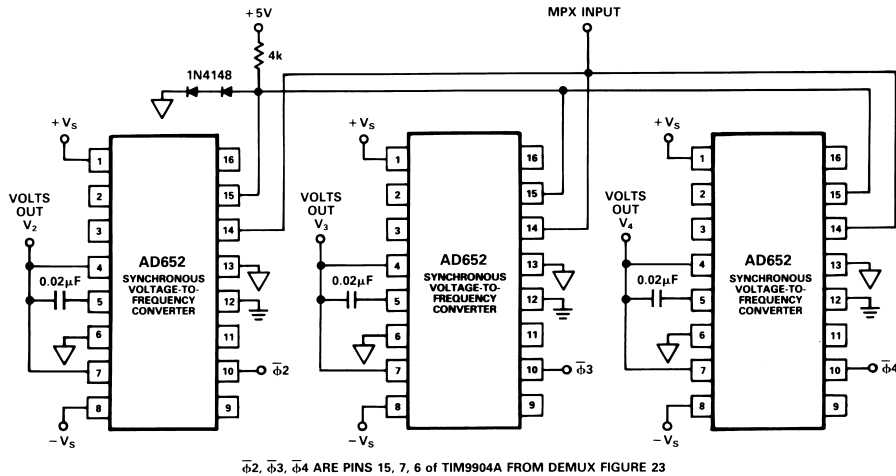 +5V
MPX INPUT
4k
1N4148
+VS
1
2
3
4
5
6
7
8
16
15
14
13
12
11
10
9
VOLTS
OUT
V2
0.02µF
AD652
SYNCHRONOUS
VOLTAGE-TO-
FREQUENCY
CONVERTER
φ̅2
−VS
+VS
1
2
3
4
5
6
7
8
16
15
14
13
12
11
10
9
VOLTS
OUT
V3
0.02µF
AD652
SYNCHRONOUS
VOLTAGE-TO-
FREQUENCY
CONVERTER
φ̅3
−VS
+VS
1
2
3
4
5
6
7
8
16
15
14
13
12
11
10
9
VOLTS
OUT
V4
0.02µF
AD652
SYNCHRONOUS
VOLTAGE-TO-
FREQUENCY
CONVERTER
φ̅4
−VS
φ̅2, φ̅3, φ̅4 ARE PINS 15, 7, 6 of TIM9904A FROM DEMUX FIGURE 23